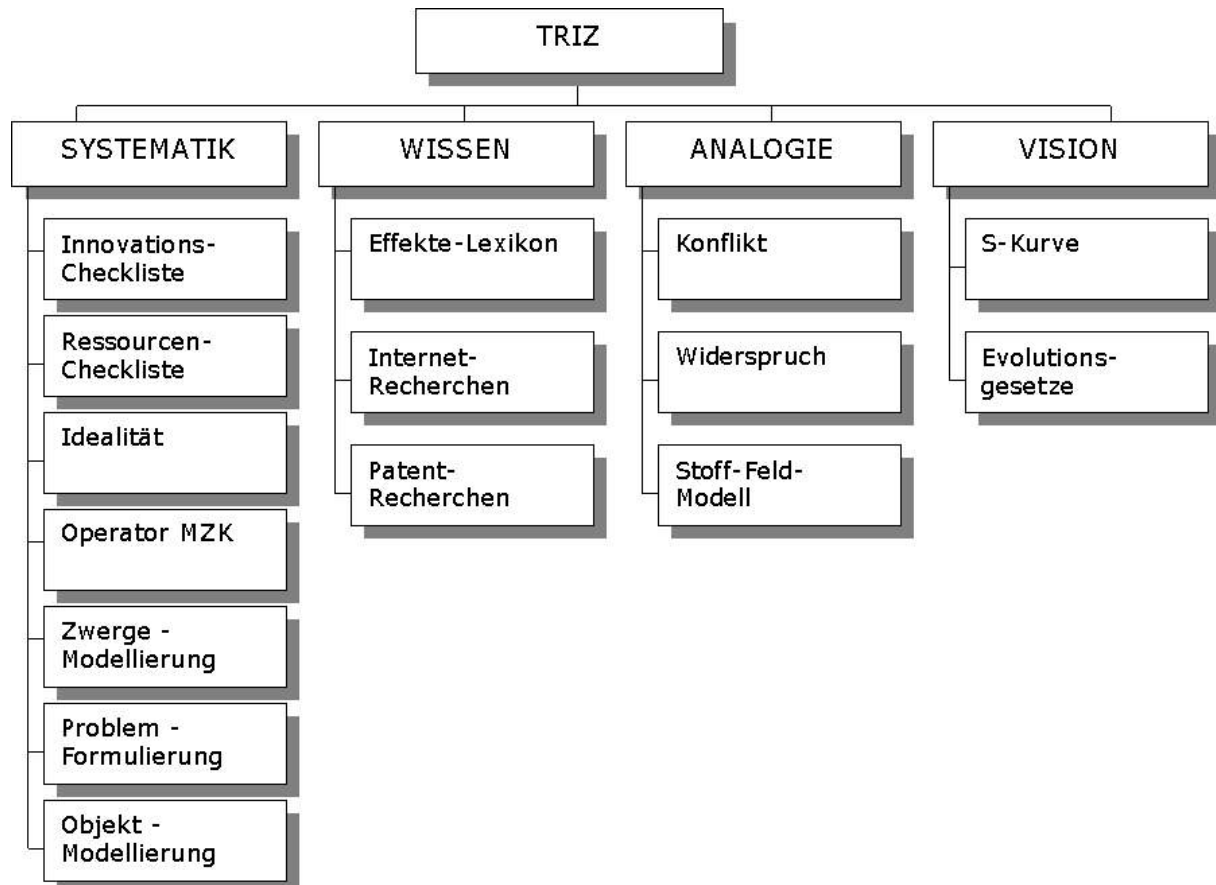 TRIZ
SYSTEMATIK
Innovations-
Checkliste
Ressourcen-
Checkliste
Idealität
Operator MZK
Zwerge -
Modellierung
Problem -
Formulierung
Objekt -
Modellierung
WISSEN
Effekte-Lexikon
Internet-
Recherchen
Patent-
Recherchen
ANALOGIE
Konflikt
Widerspruch
Stoff-Feld-
Modell
VISION
S-Kurve
Evolutions-
gesetze